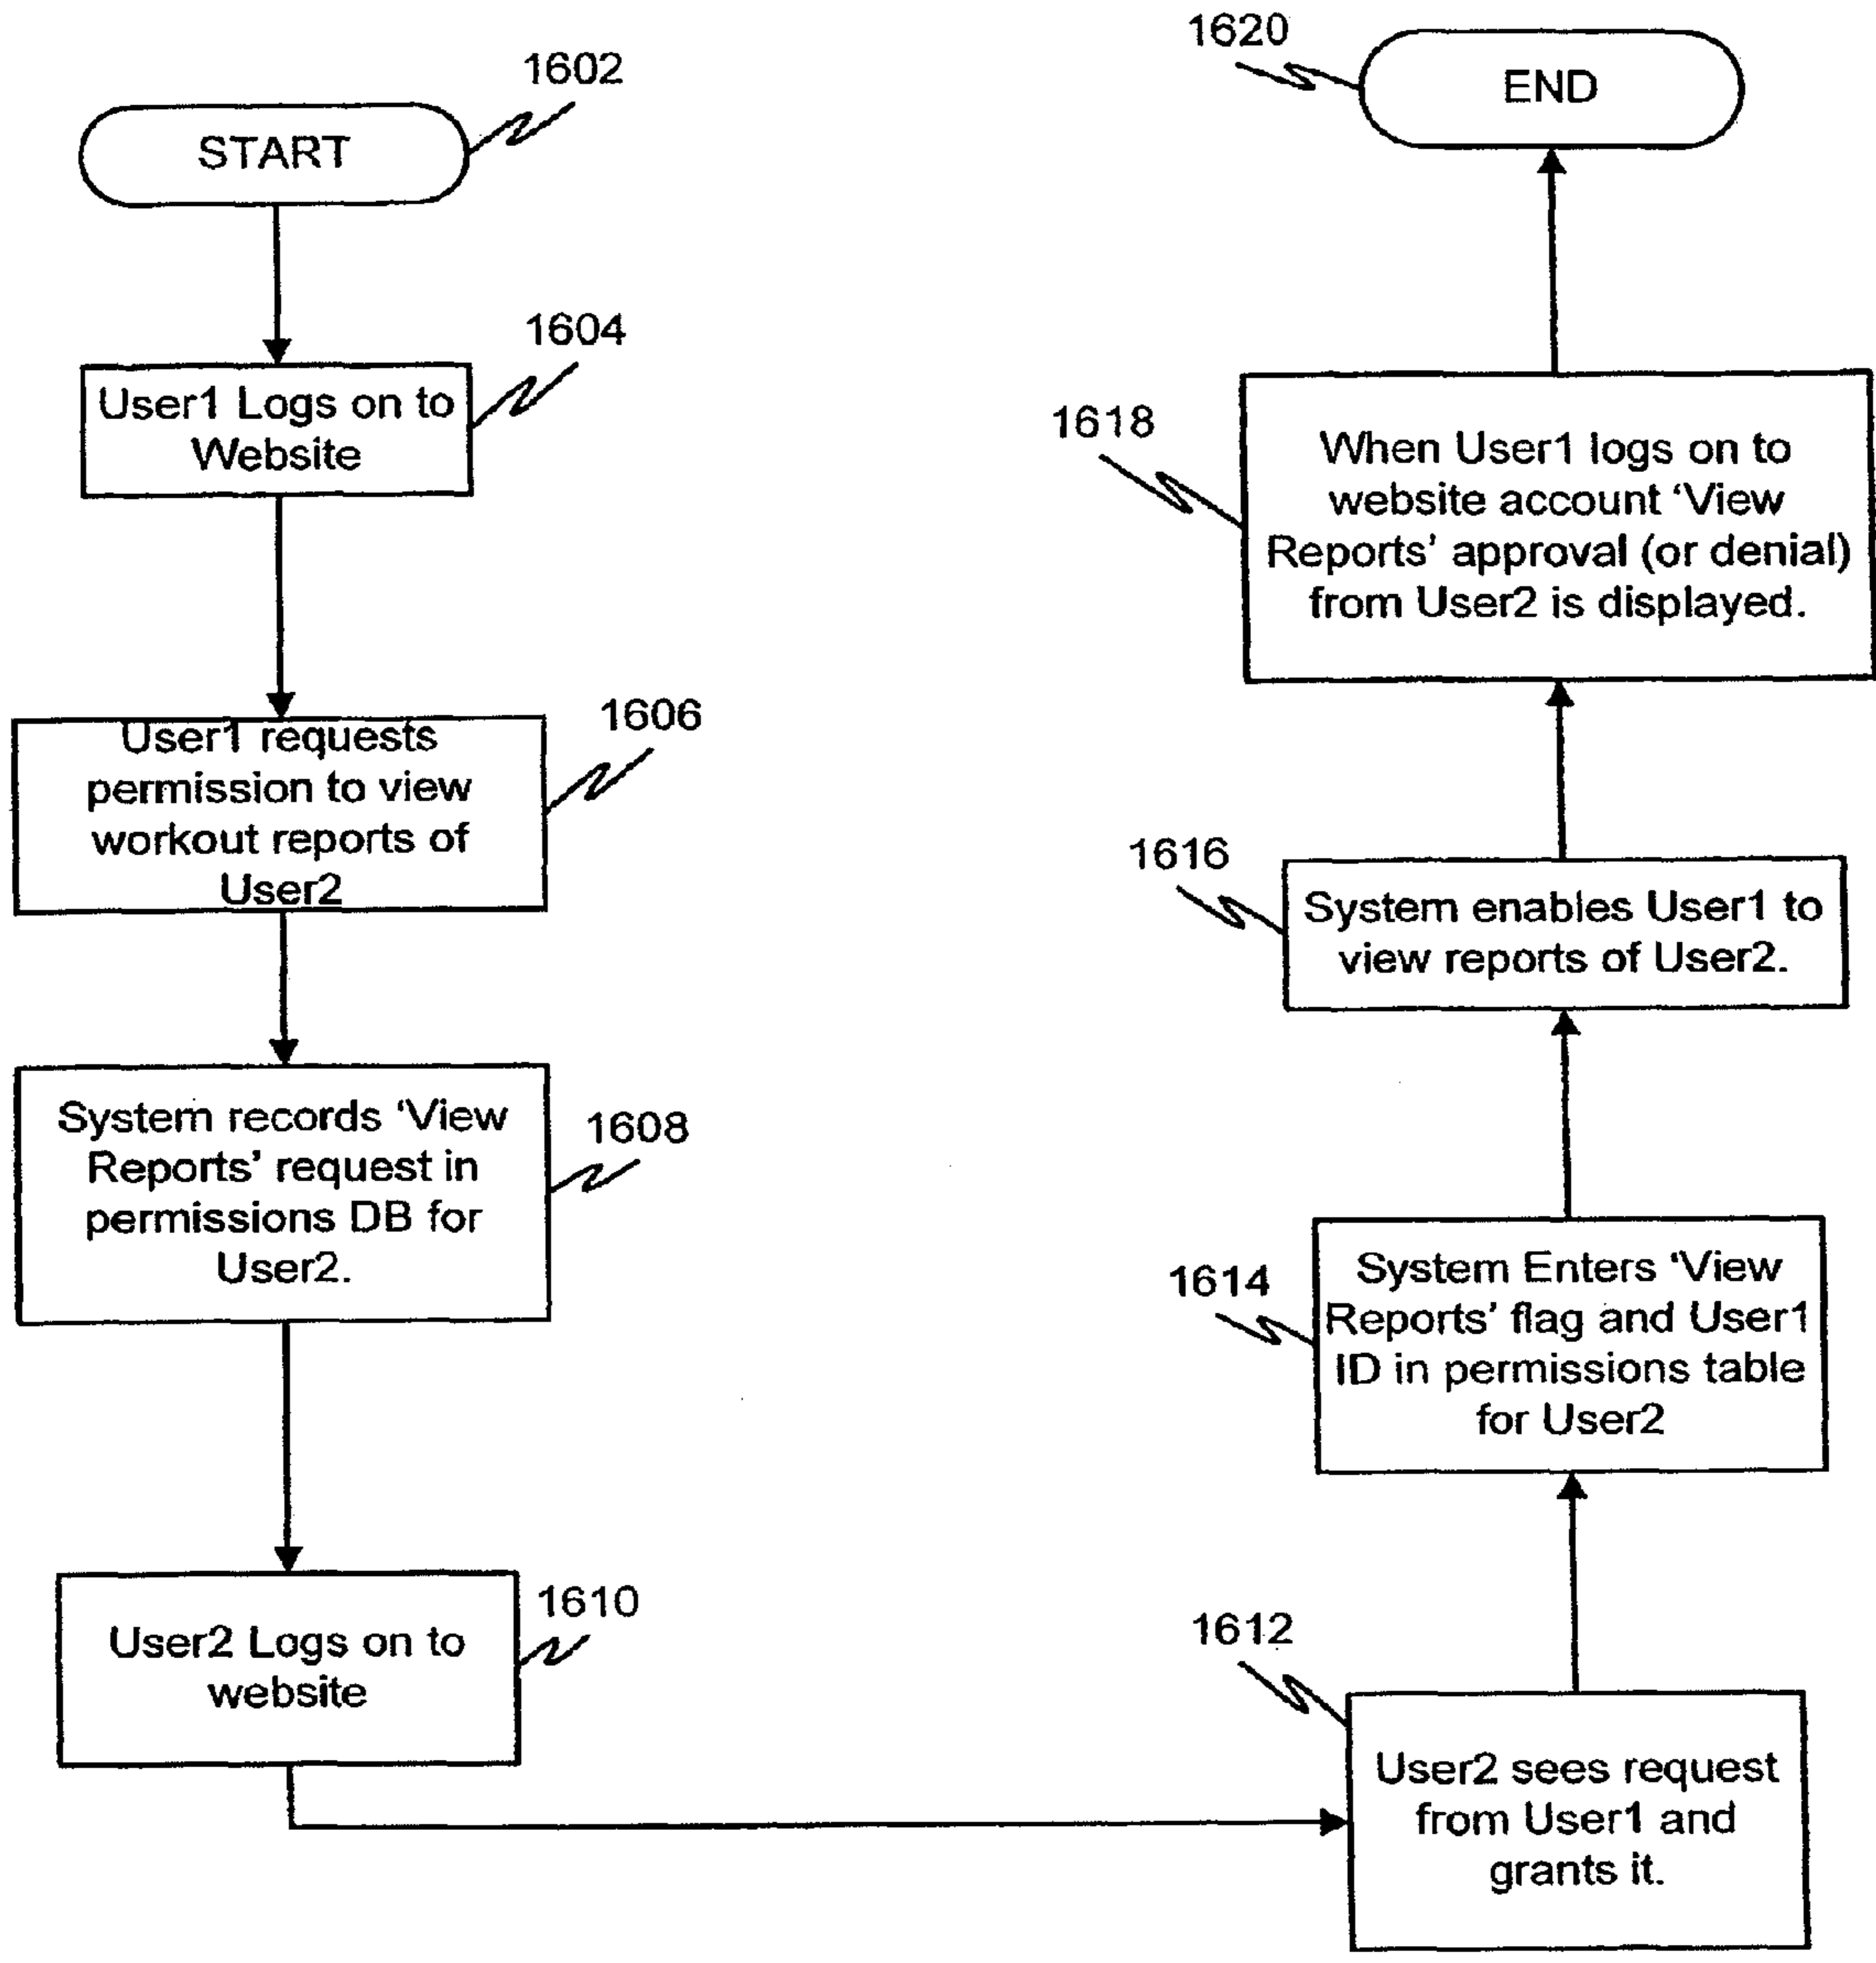 1602
START
1604
User1 Logs on to
Website
1606
User1 requests
permission to view
workout reports of
User2
1608
System records ‘View
Reports’ request in
permissions DB for
User2.
1610
User2 Logs on to
website
1612
User2 sees request
from User1 and
grants it.
1614
System Enters ‘View
Reports’ flag and User1
ID in permissions table
for User2
1616
System enables User1 to
view reports of User2.
1618
When User1 logs on to
website account ‘View
Reports’ approval (or denial)
from User2 is displayed.
1620
END